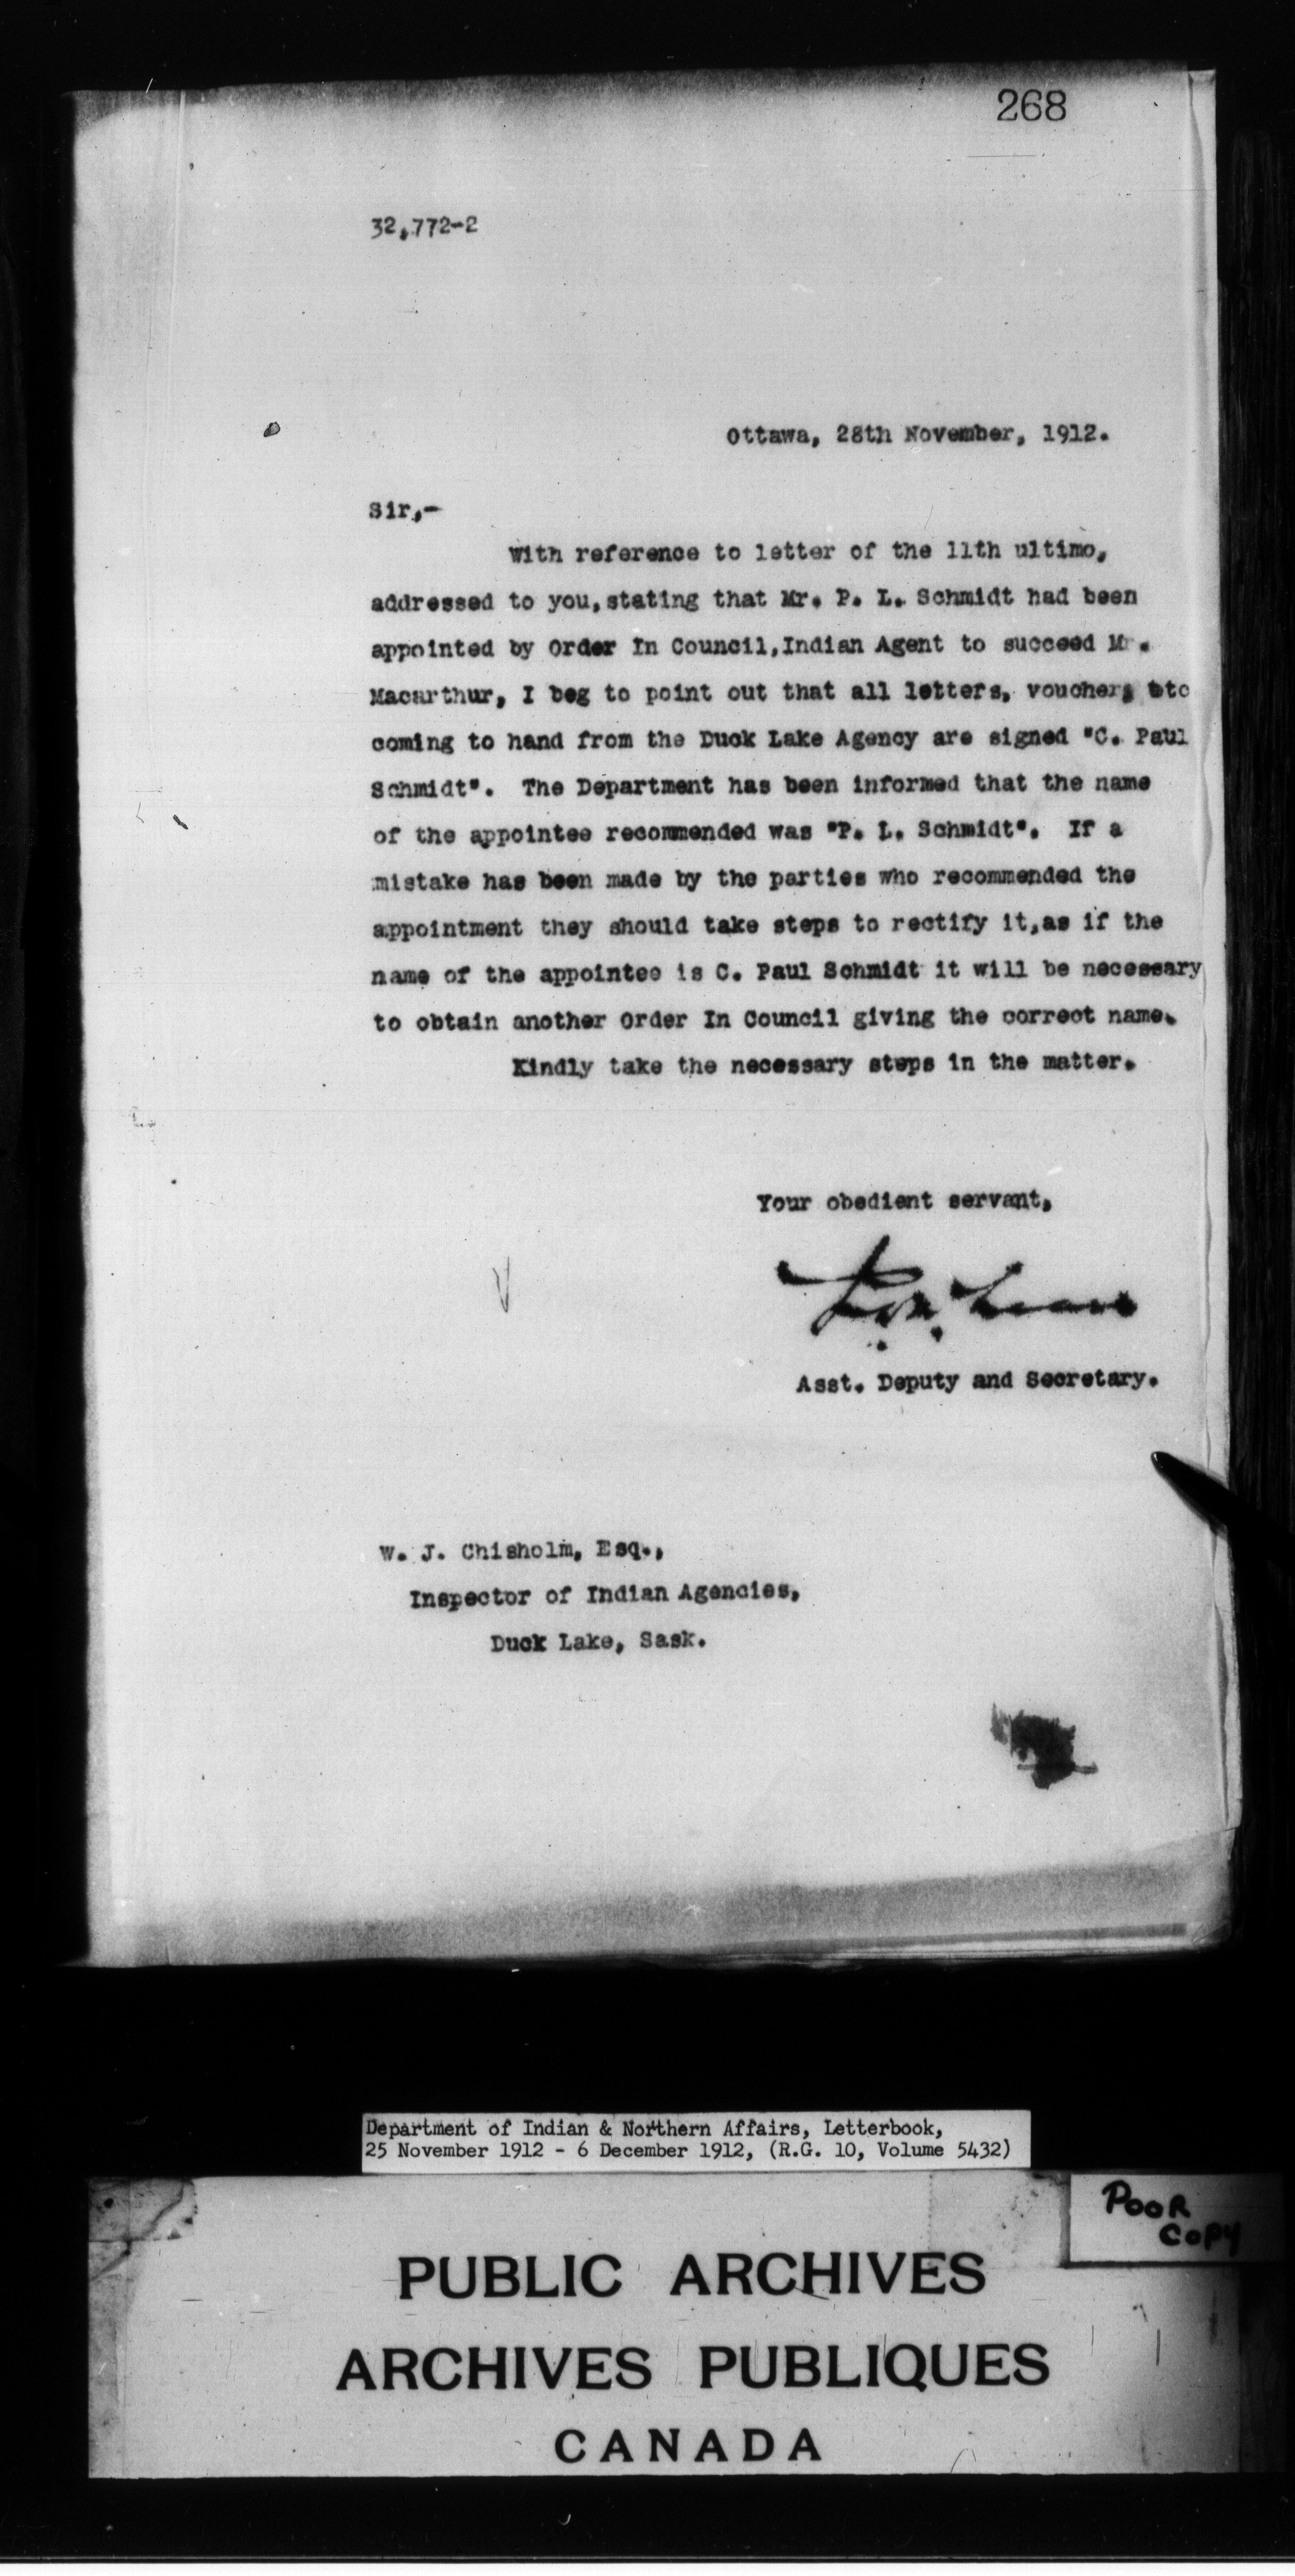 268
32,772-2
Ottawa, 28th November, 1912.
Sir,-
With reference to letter of the 11th ultimo,
addressed to you, stating that Mr. P. L. Schmidt had been
appointed by Order In Council, Indian Agent to succeed Mr.
Macarthur, I beg to point out that all letters, vouchers etc
coming to hand from the Duck Lake Agency are signed "C. Paul
Schmidt". The Department has been informed that the name
of the appointee recommended was "P. L. Schmidt". If a
mistake has been made by the parties who recommended the
appointment they should take steps to rectify it, as if the
name of the appointee is C. Paul Schmidt it will be necessary
to obtain another Order In Council giving the correct name.
Kindly take the necessary steps in the matter.
Your obedient servant,
Asst. Deputy and Secretary.
W. J. Chisholm, Esq.,
Inspector of Indian Agencies,
Duck Lake, Sask.
Department of Indian & Northern Affairs, Letterbook,
25 November 1912 - 6 December 1912, (R.G. 10, Volume 5432)
POOR
COPY
PUBLIC ARCHIVES
ARCHIVES PUBLIQUES
CANADA